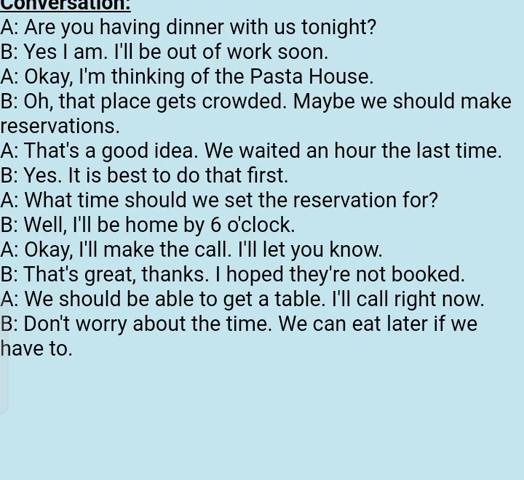 Conversation:
A: Are you having dinner with us tonight?
B: Yes I am. I'll be out of work soon.
A: Okay, I'm thinking of the Pasta House.
B: Oh, that place gets crowded. Maybe we should make
reservations.
A: That's a good idea. We waited an hour the last time.
B: Yes. It is best to do that first.
A: What time should we set the reservation for?
B: Well, I'll be home by 6 o'clock.
A: Okay, I'll make the call. I'll let you know.
B: That's great, thanks. I hoped they're not booked.
A: We should be able to get a table. I'll call right now.
B: Don't worry about the time. We can eat later if we
have to.